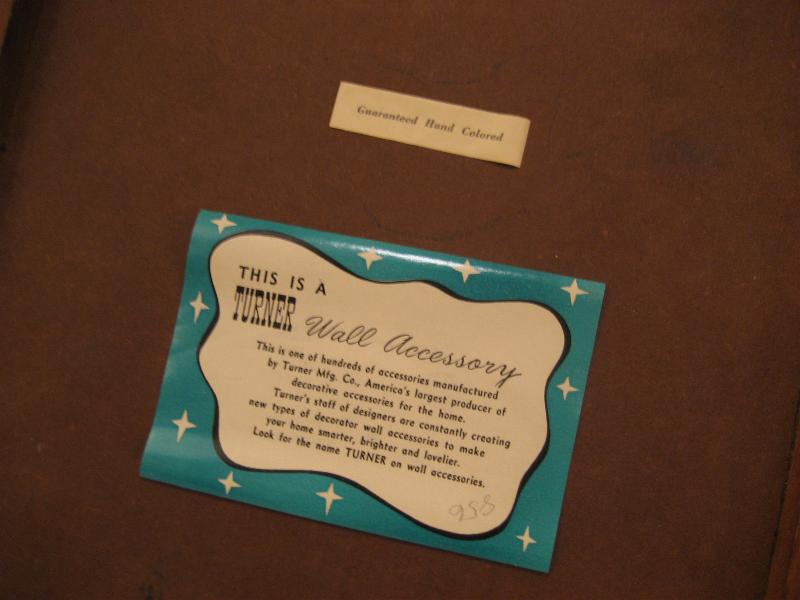 Guaranteed Hand Colored
THIS IS A
TURNER Wall Accessory
This is one of hundreds of accessories manufactured
by Turner Mfg. Co., America's largest producer of
decorative accessories for the home.
Turner's staff of designers are constantly creating
new types of decorator wall accessories to make
your home smarter, brighter and lovelier.
Look for the name TURNER on wall accessories.